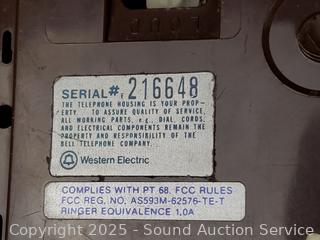 SERIAL# F 216648
THE TELEPHONE HOUSING IS YOUR PROP-
ERTY. TO ASSURE QUALITY OF SERVICE,
ALL WORKING PARTS, e.g., DIAL, CORDS,
AND ELECTRICAL COMPONENTS REMAIN THE
PROPERTY AND RESPONSIBILITY OF THE
BELL TELEPHONE COMPANY.
Western Electric
COMPLIES WITH PT 68, FCC RULES
FCC REG. NO. AS593M-62576-TE-T
RINGER EQUIVALENCE 1.0A
Copyright 2025 - Sound Auction Service